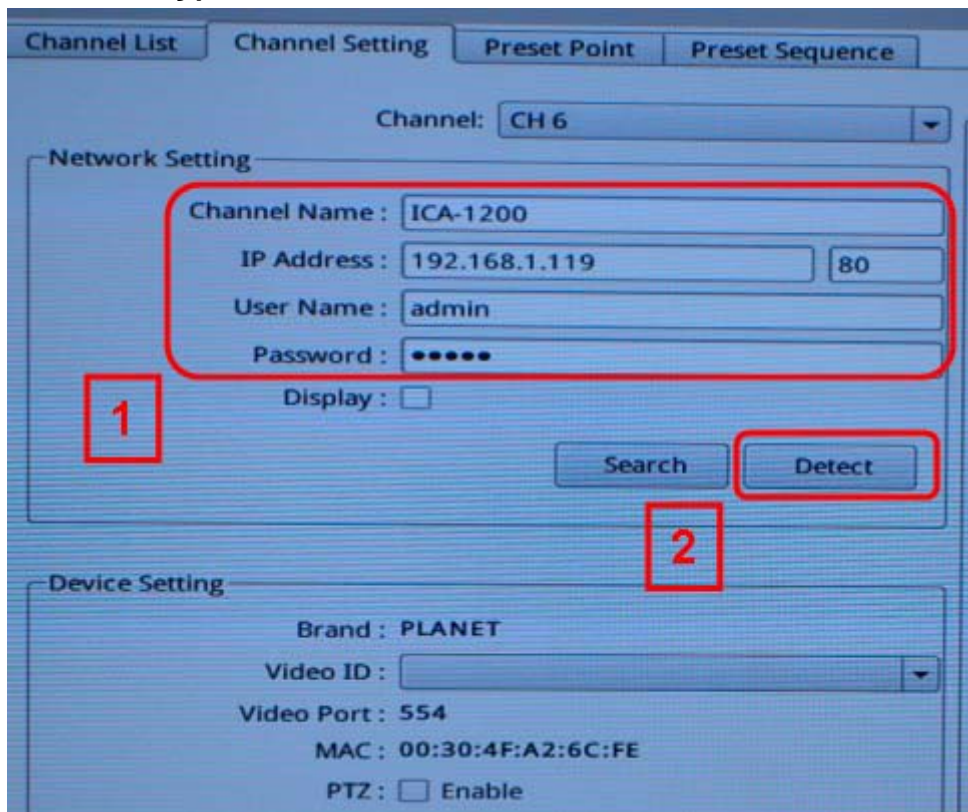 Channel List Channel Setting Preset Point Preset Sequence
Channel: CH 6
Network Setting
Channel Name : ICA-1200
IP Address : 192.168.1.119 80
User Name : admin
Password : •••••
Display :
1
Search Detect
2
Device Setting
Brand : PLANET
Video ID :
Video Port : 554
MAC : 00:30:4F:A2:6C:FE
PTZ : Enable